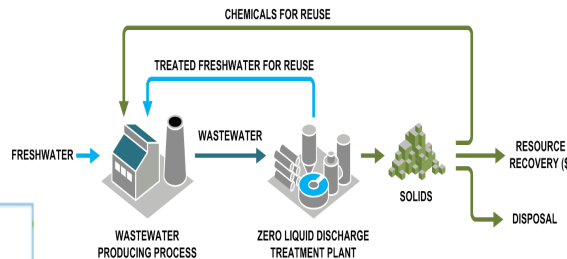 CHEMICALS FOR REUSE
TREATED FRESHWATER FOR REUSE
FRESHWATER
WASTEWATER
RESOURCE
RECOVERY ($
SOLIDS
DISPOSAL
WASTEWATER
PRODUCING PROCESS
ZERO LIQUID DISCHARGE
TREATMENT PLANT